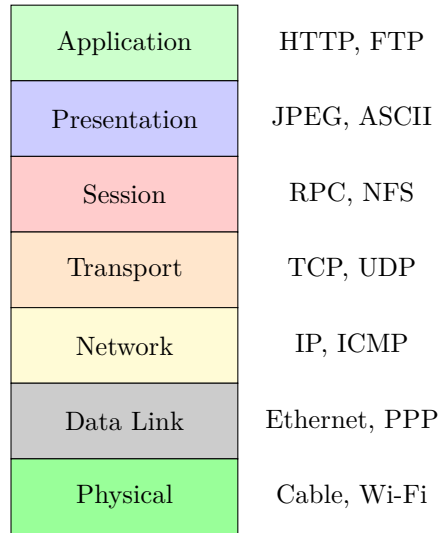 Application HTTP, FTP
Presentation JPEG, ASCII
Session RPC, NFS
Transport TCP, UDP
Network IP, ICMP
Data Link Ethernet, PPP
Physical Cable, Wi-Fi